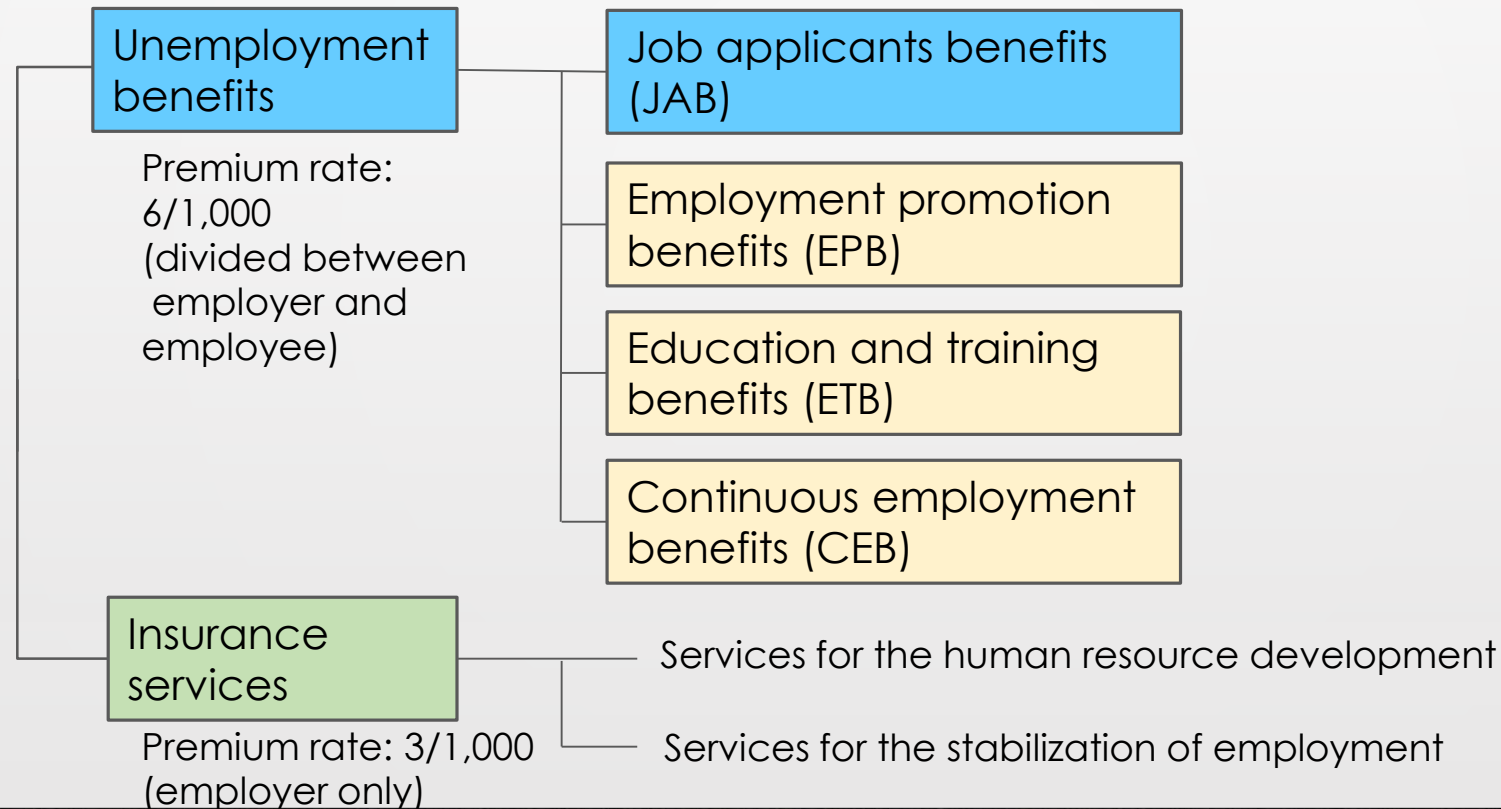 Unemployment
benefits
Premium rate:
6/1,000
(divided between
employer and
employee)
Job applicants benefits
(JAB)
Employment promotion
benefits (EPB)
Education and training
benefits (ETB)
Continuous employment
benefits (CEB)
Insurance
services
Premium rate: 3/1,000
(employer only)
Services for the human resource development
Services for the stabilization of employment